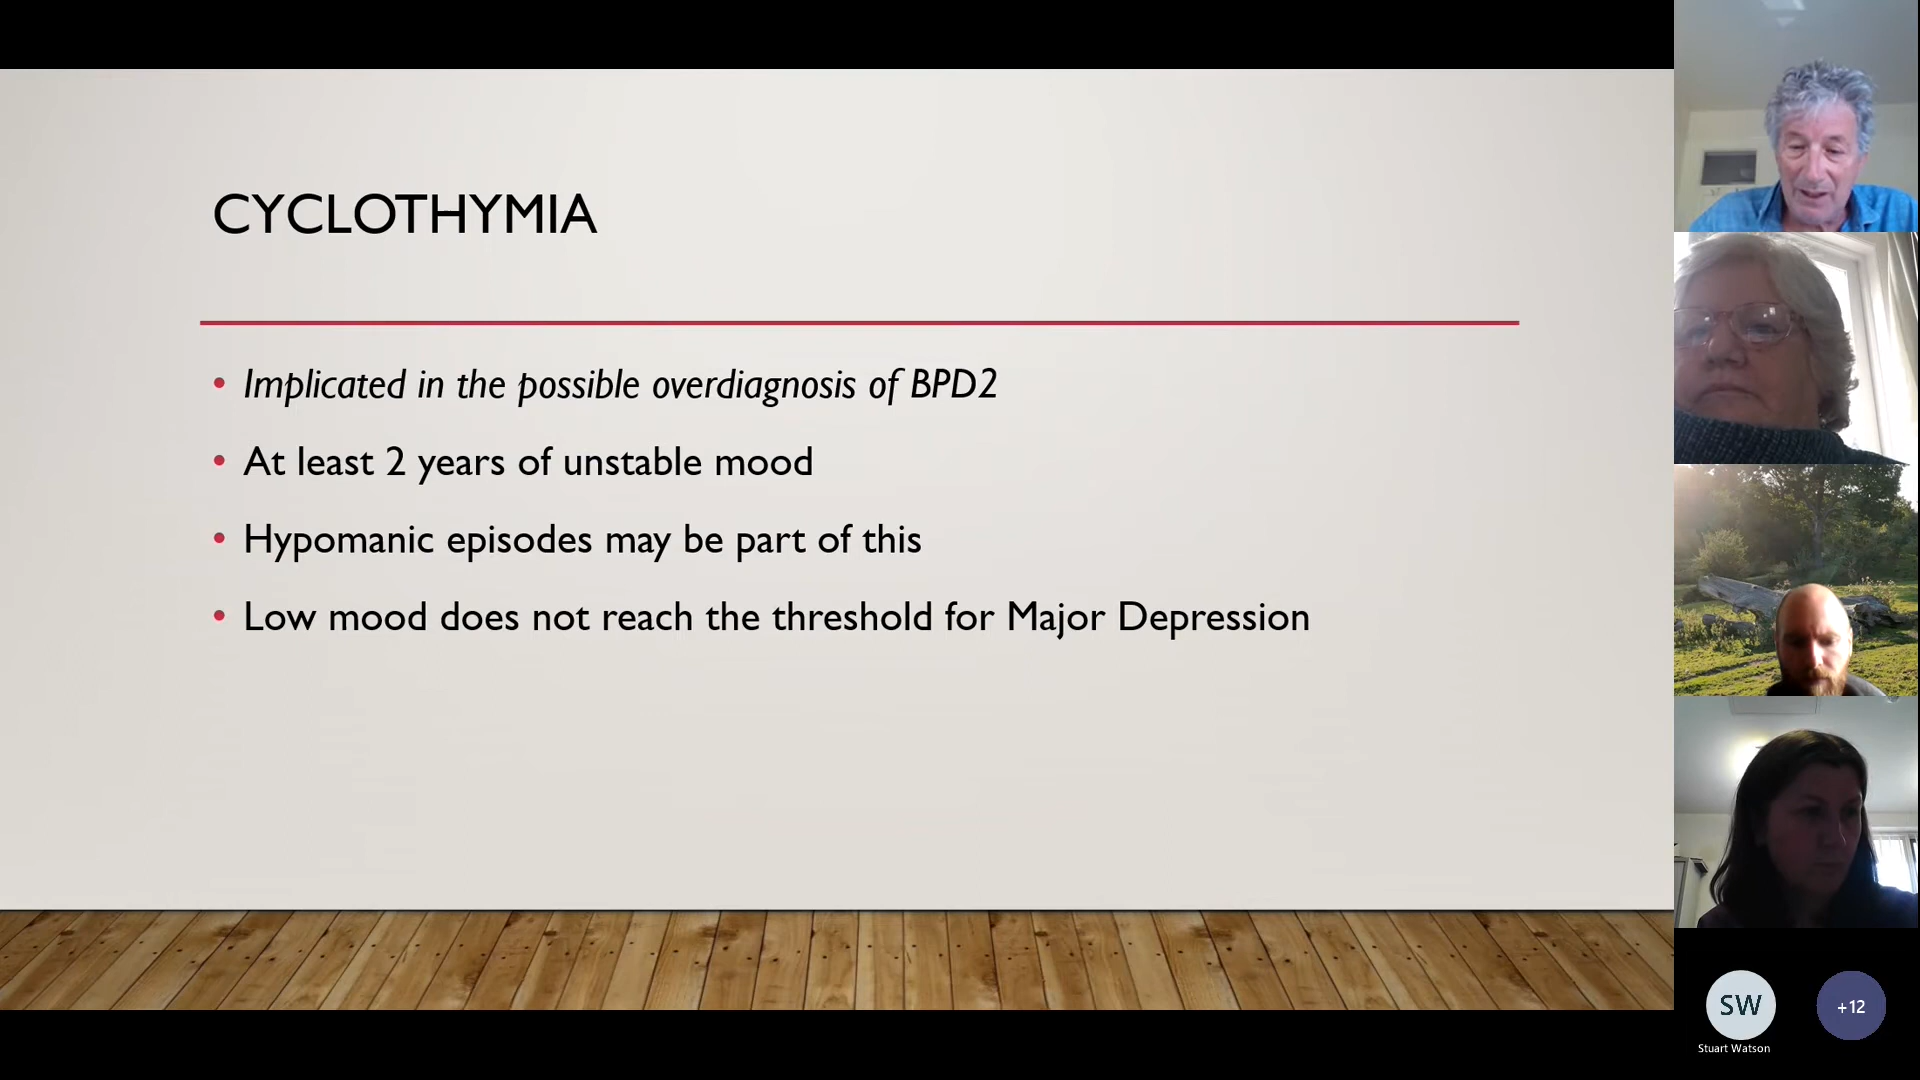 CYCLOTHYMIA
• Implicated in the possible overdiagnosis of BPD2
• At least 2 years of unstable mood
• Hypomanic episodes may be part of this
• Low mood does not reach the threshold for Major Depression
SW
+12
Stuart Watson